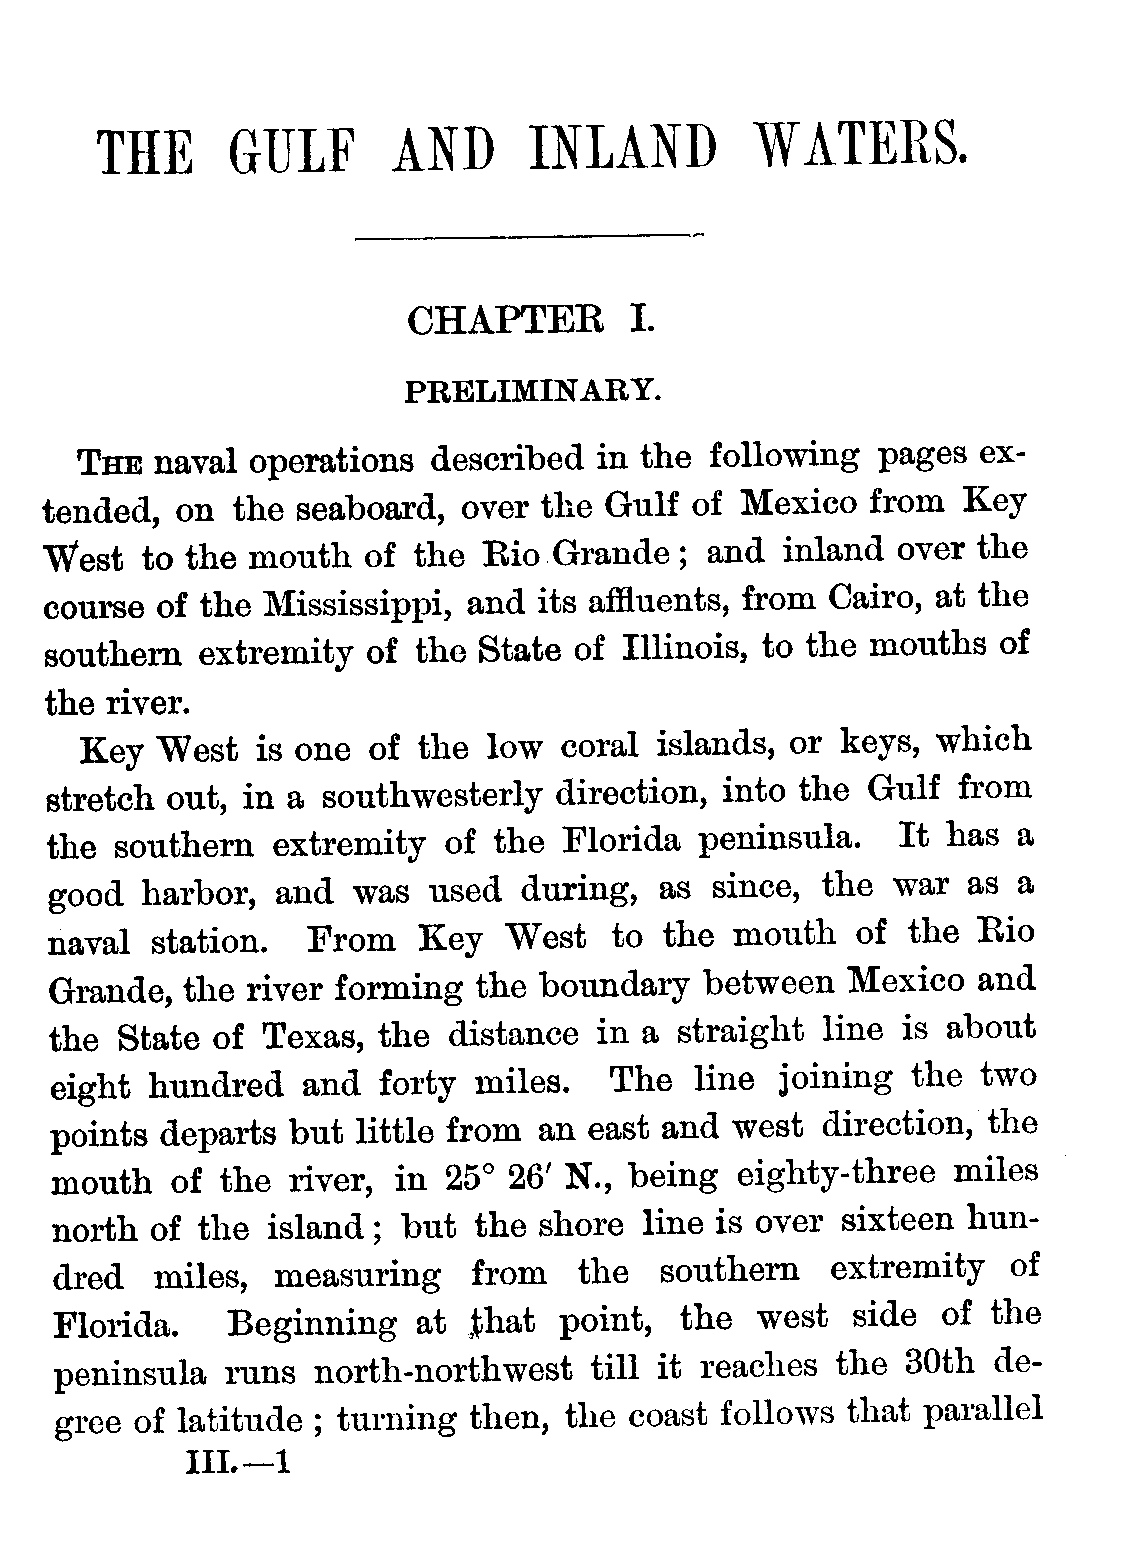 THE GULF AND INLAND WATERS.
CHAPTER I.
PRELIMINARY.
THE naval operations described in the following pages ex-
tended, on the seaboard, over the Gulf of Mexico from Key
West to the mouth of the Rio Grande; and inland over the
course of the Mississippi, and its affluents, from Cairo, at the
southern extremity of the State of Illinois, to the mouths of
the river.
Key West is one of the low coral islands, or keys, which
stretch out, in a southwesterly direction, into the Gulf from
the southern extremity of the Florida peninsula. It has a
good harbor, and was used during, as since, the war as a
naval station. From Key West to the mouth of the Rio
Grande, the river forming the boundary between Mexico and
the State of Texas, the distance in a straight line is about
eight hundred and forty miles. The line joining the two
points departs but little from an east and west direction, the
mouth of the river, in 25° 26′ N., being eighty-three miles
north of the island; but the shore line is over sixteen hun-
dred miles, measuring from the southern extremity of
Florida. Beginning at that point, the west side of the
peninsula runs north-northwest till it reaches the 30th de-
gree of latitude; turning then, the coast follows that parallel
III.—1